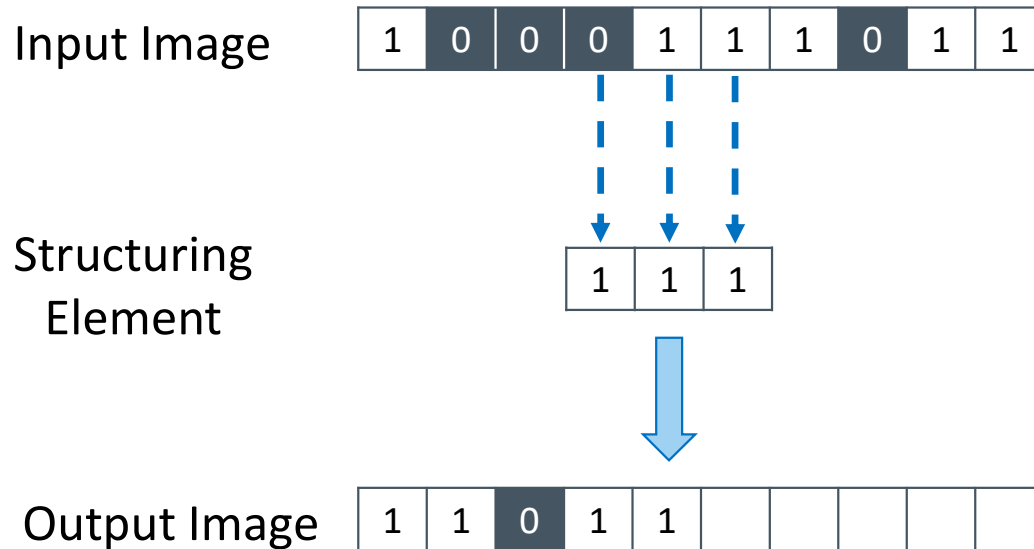 Input Image 1 0 0 0 1 1 1 0 1 1
Structuring
Element
1 1 1
Output Image 1 1 0 1 1